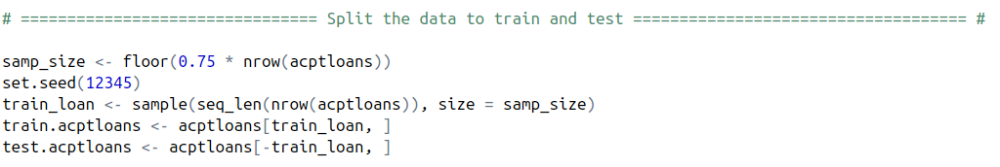 # ================================ Split the data to train and test =================================== #
samp_size <- floor(0.75 * nrow(acptloans))
set.seed(12345)
train_loan <- sample(seq_len(nrow(acptloans)), size = samp_size)
train.acptloans <- acptloans[train_loan, ]
test.acptloans <- acptloans[-train_loan, ]